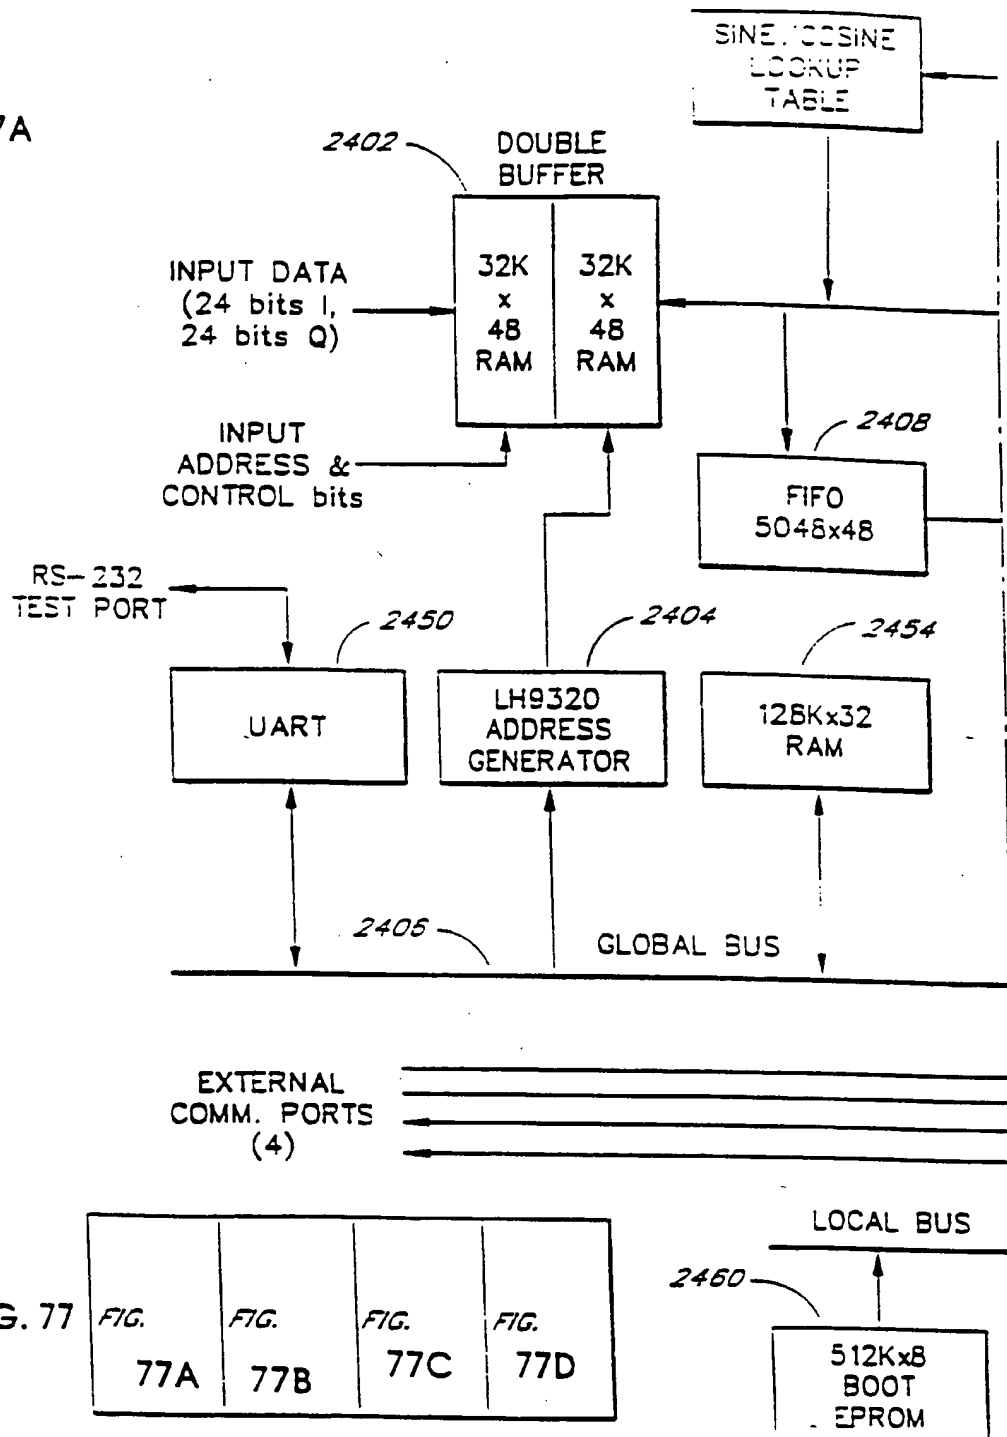 SINE/COSINE
LOOKUP
TABLE
7A
2402
DOUBLE
BUFFER
INPUT DATA
(24 bits I,
24 bits Q)
32K
x
48
RAM
32K
x
48
RAM
INPUT
ADDRESS &
CONTROL bits
2408
FIFO
5048x48
RS-232
TEST PORT
2450
2404
2454
UART
LH9320
ADDRESS
GENERATOR
128Kx32
RAM
2406
GLOBAL BUS
EXTERNAL
COMM. PORTS
(4)
LOCAL BUS
2460
512Kx8
BOOT
EPROM
G. 77
FIG.
77A
FIG.
77B
FIG.
77C
FIG.
77D